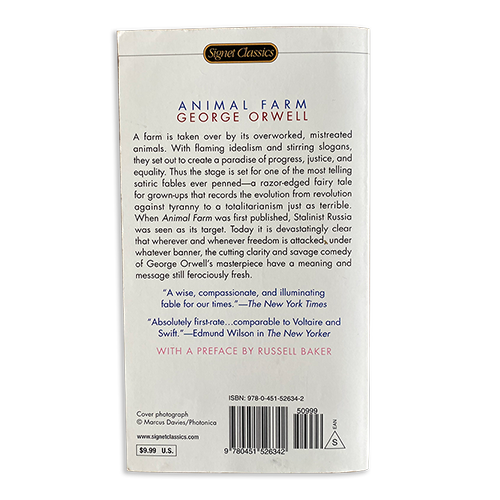 Signet Classics
ANIMAL FARM
GEORGE ORWELL
A farm is taken over by its overworked, mistreated
animals. With flaming idealism and stirring slogans,
they set out to create a paradise of progress, justice, and
equality. Thus the stage is set for one of the most telling
satiric fables ever penned—a razor-edged fairy tale
for grown-ups that records the evolution from revolution
against tyranny to a totalitarianism just as terrible.
When Animal Farm was first published, Stalinist Russia
was seen as its target. Today it is devastatingly clear
that wherever and whenever freedom is attacked, under
whatever banner, the cutting clarity and savage comedy
of George Orwell's masterpiece have a meaning and
message still ferociously fresh.
"A wise, compassionate, and illuminating
fable for our times."—The New York Times
"Absolutely first-rate...comparable to Voltaire and
Swift."—Edmund Wilson in The New Yorker
WITH A PREFACE BY RUSSELL BAKER
ISBN: 978-0-451-52634-2
50999
Cover photograph
© Marcus Davies/Photonica
www.signetclassics.com
$9.99 U.S.
9 780451 526342
S
EAN